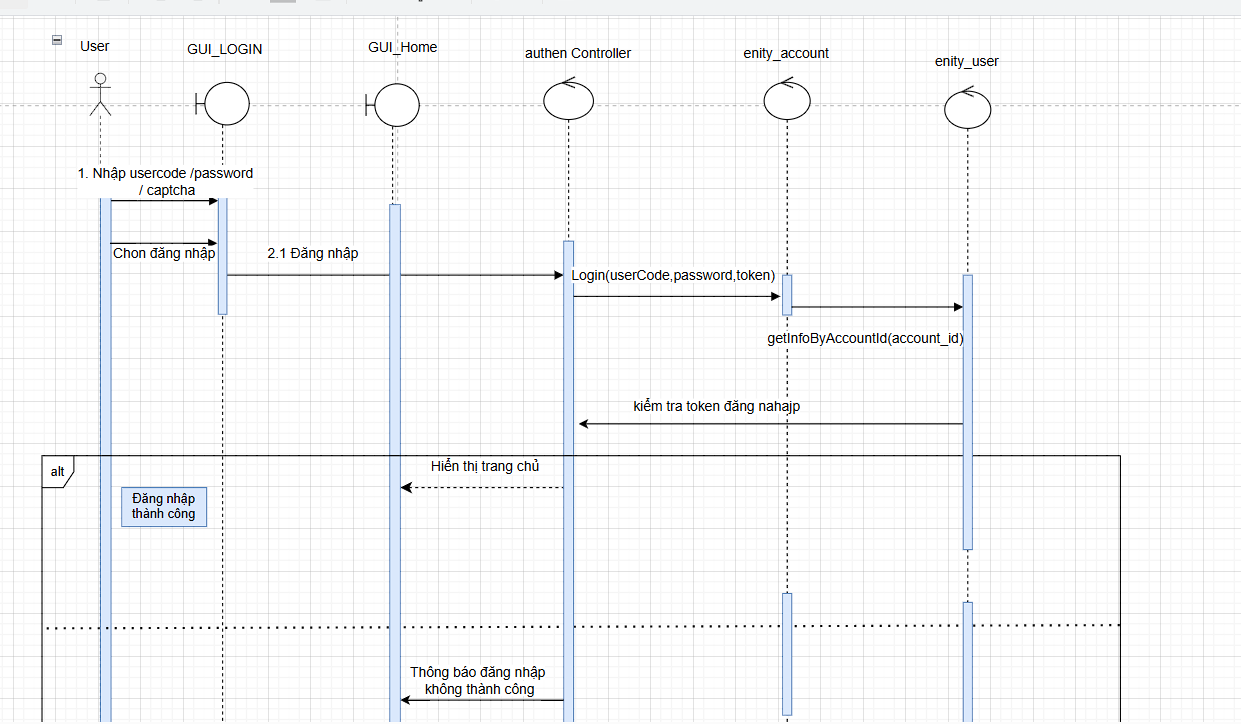 User
GUI_LOGIN
GUI_Home
authen Controller
enity_account
enity_user
1. Nhập usercode /password
/ captcha
Chon đăng nhập
2.1 Đăng nhập
Login(userCode,password,token)
getInfoByAccountId(account_id)
kiểm tra token đăng nahajp
alt
Hiển thị trang chủ
Đăng nhập
thành công
Thông báo đăng nhập
không thành công